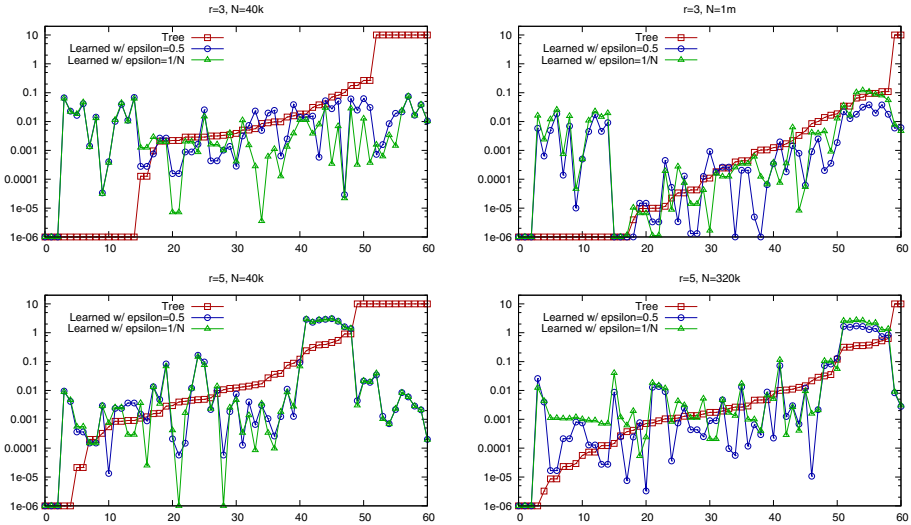 r=3, N=40k
10
1
0.1
0.01
0.001
0.0001
1e-05
1e-06
0 10 20 30 40 50 60
Tree
Learned w/ epsilon=0.5
Learned w/ epsilon=1/N
r=3, N=1m
10
1
0.1
0.01
0.001
0.0001
1e-05
1e-06
0 10 20 30 40 50 60
Tree
Learned w/ epsilon=0.5
Learned w/ epsilon=1/N
r=5, N=40k
10
1
0.1
0.01
0.001
0.0001
1e-05
1e-06
0 10 20 30 40 50 60
Tree
Learned w/ epsilon=0.5
Learned w/ epsilon=1/N
r=5, N=320k
10
1
0.1
0.01
0.001
0.0001
1e-05
1e-06
0 10 20 30 40 50 60
Tree
Learned w/ epsilon=0.5
Learned w/ epsilon=1/N